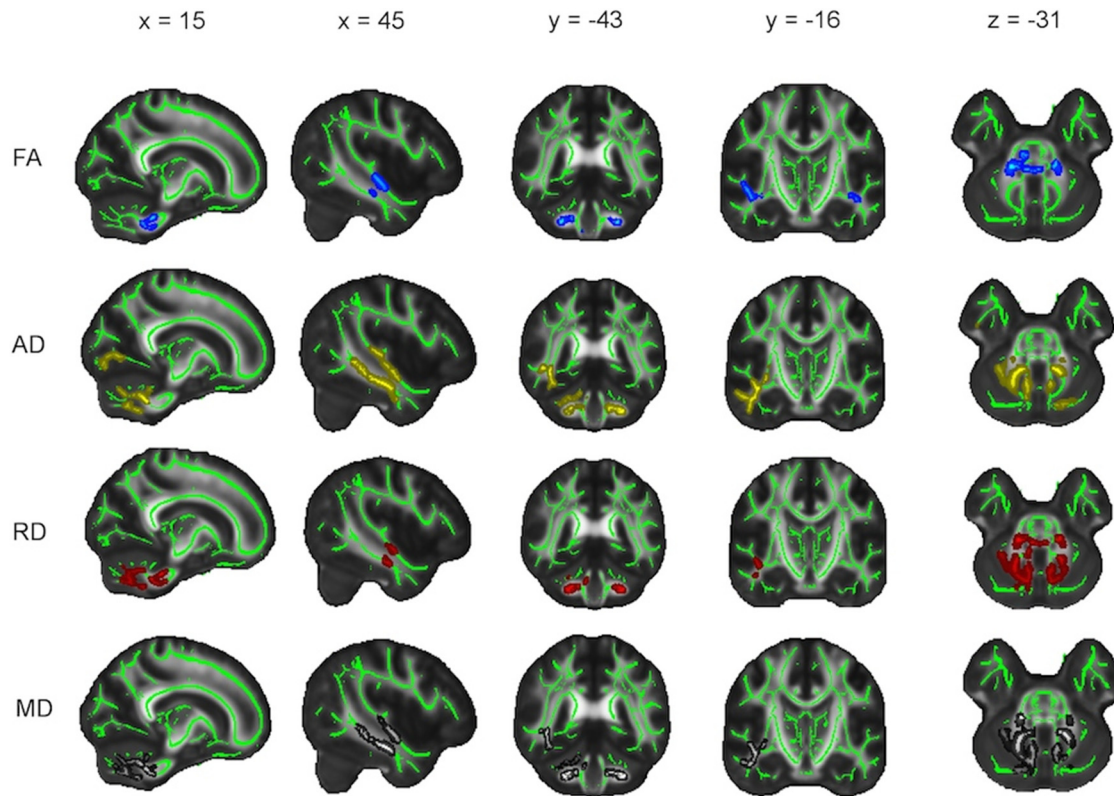 x = 15 x = 45 y = -43 y = -16 z = -31
FA
AD
RD
MD